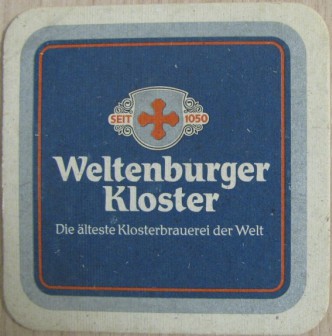 SEIT 1050
Weltenburger
Kloster
Die älteste Klosterbrauerei der Welt